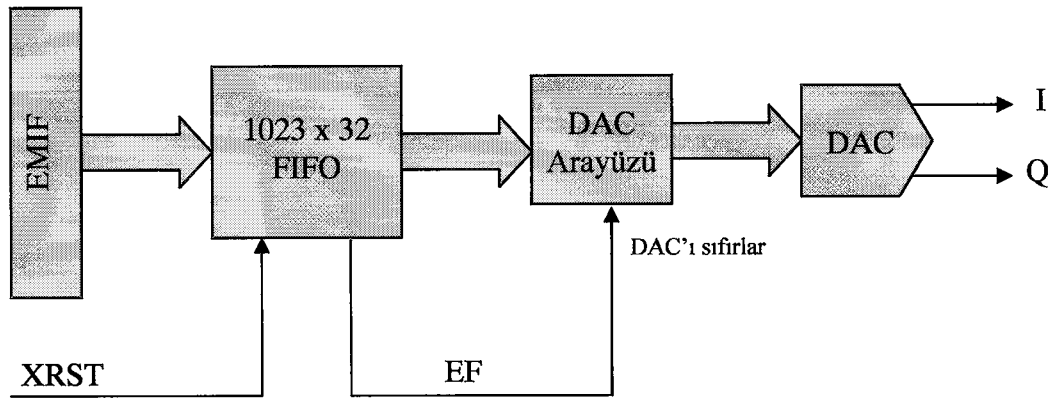 EMIF
1023 x 32
FIFO
DAC
Arayüzü
DAC
I
Q
DAC'ı sıfırlar
XRST
EF